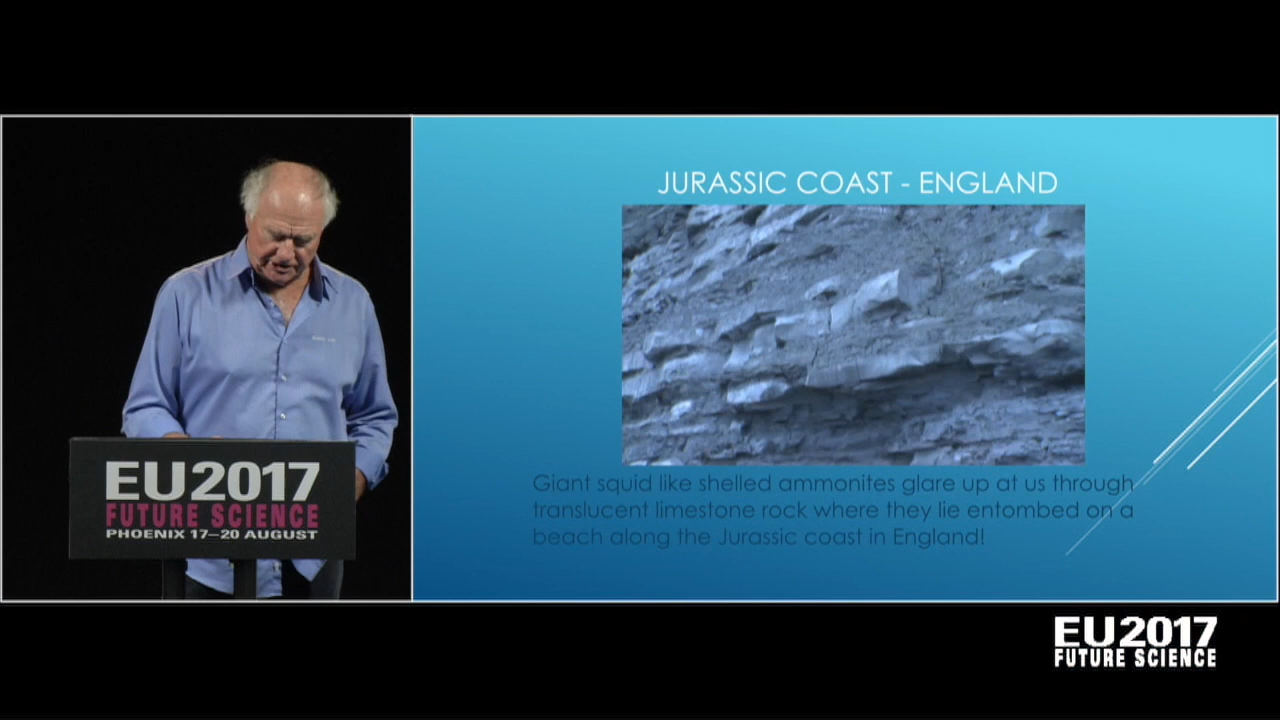 JURASSIC COAST - ENGLAND
Giant squid like shelled ammonites glare up at us through
translucent limestone rock where they lie entombed on a
beach along the Jurassic coast in England!
EU2017
FUTURE SCIENCE
PHOENIX 17–20 AUGUST
EU2017
FUTURE SCIENCE